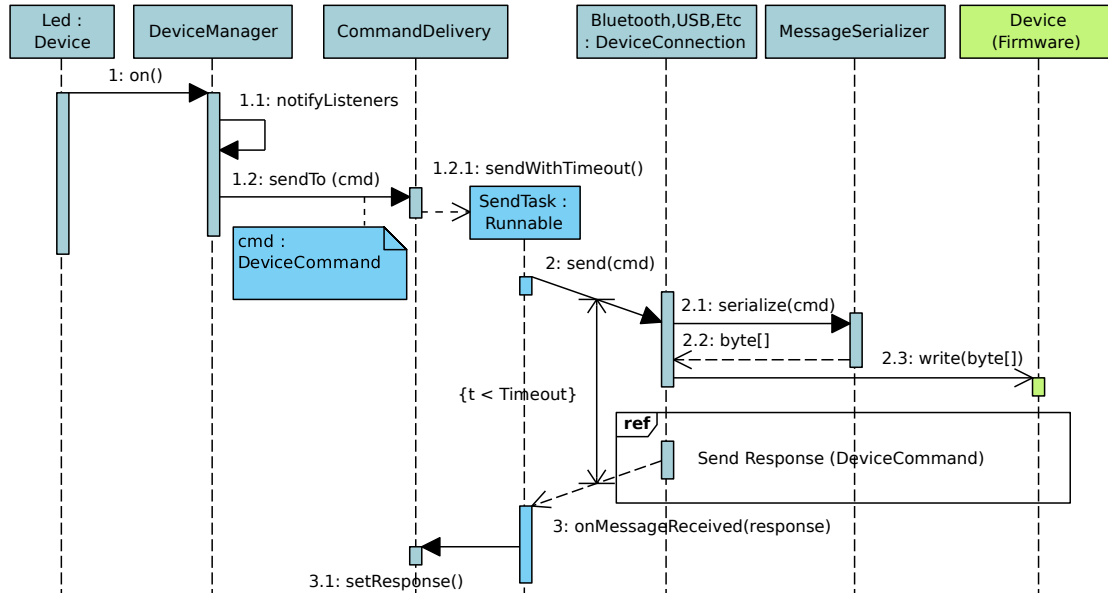 Led :
Device
DeviceManager
CommandDelivery
Bluetooth,USB,Etc
: DeviceConnection
MessageSerializer
Device
(Firmware)
1: on()
1.1: notifyListeners
1.2: sendTo (cmd)
1.2.1: sendWithTimeout()
SendTask :
Runnable
cmd :
DeviceCommand
2: send(cmd)
2.1: serialize(cmd)
2.2: byte[]
2.3: write(byte[])
{t < Timeout}
ref
Send Response (DeviceCommand)
3: onMessageReceived(response)
3.1: setResponse()